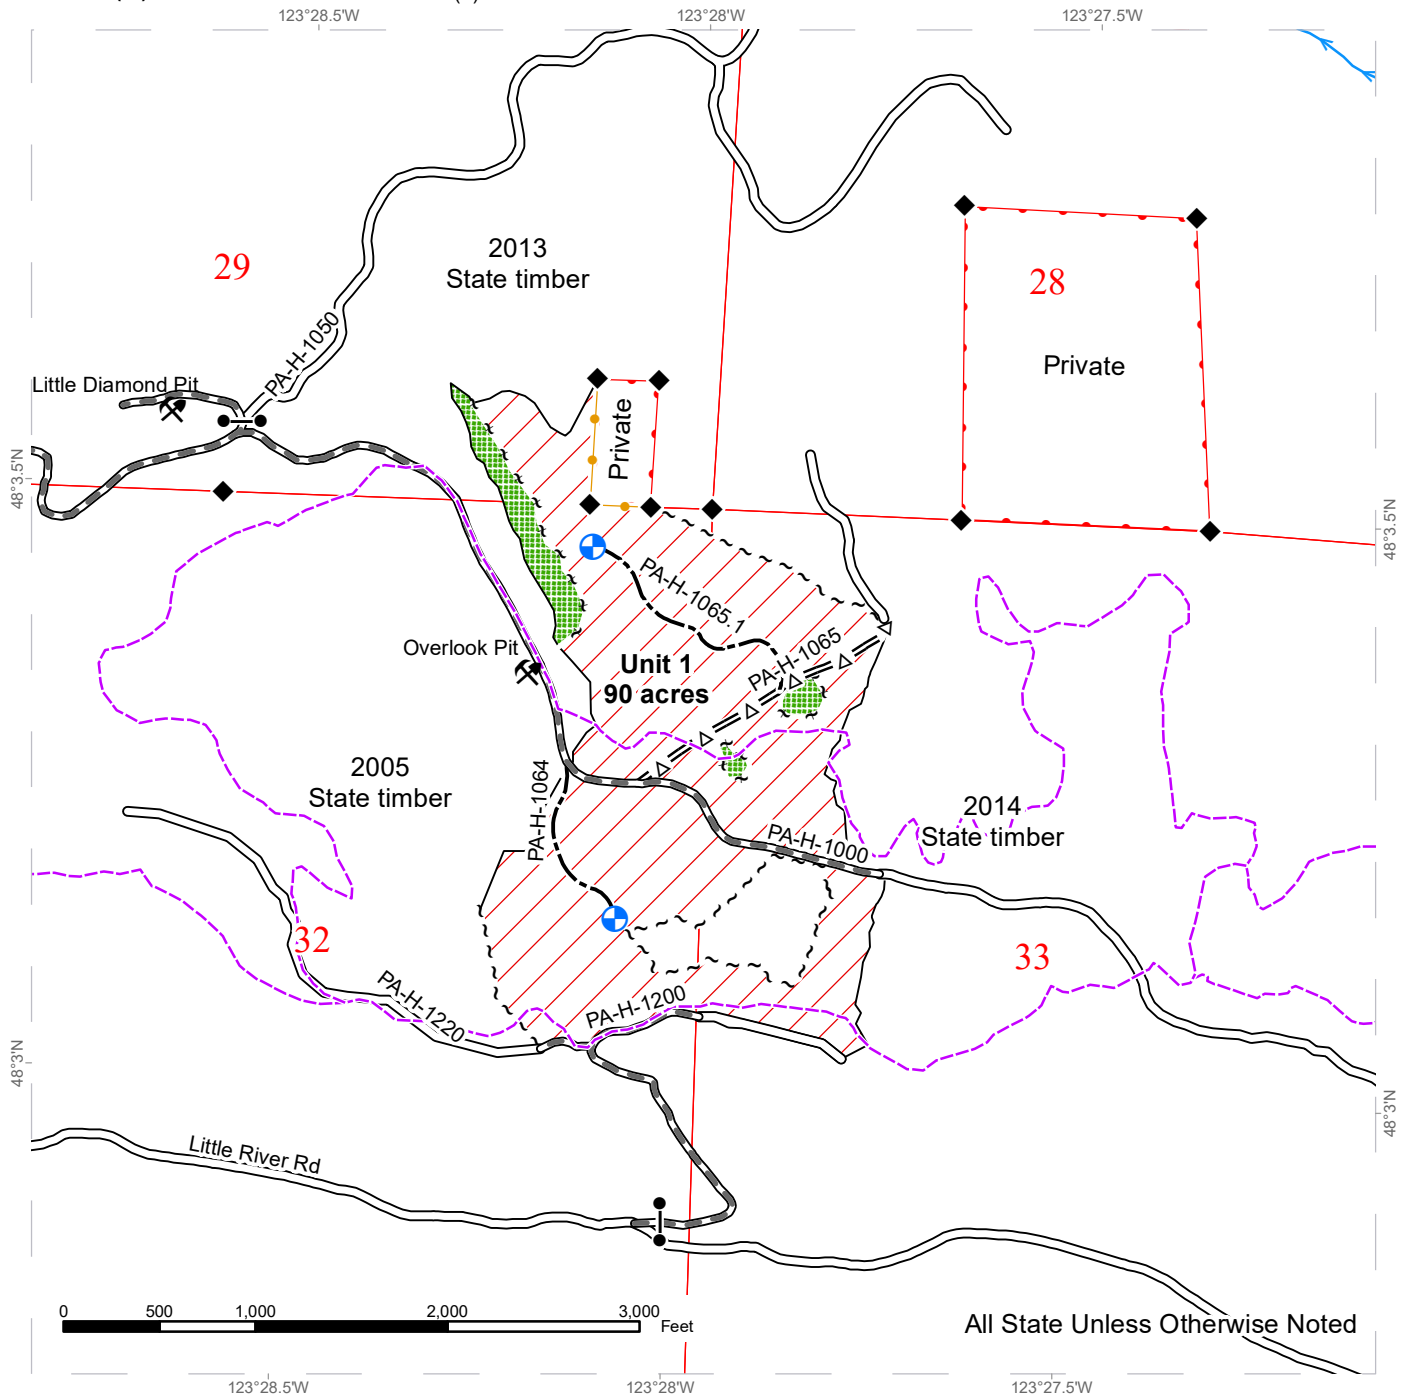 123°28.5'W
123°28'W
123°27.5'W
29
2013
State timber
28
Private
PA-H-1050
Little Diamond Pit
Private
48°3.5'N
48°3.5'N
PA-H-1065.1
PA-H-1065
Overlook Pit
Unit 1
90 acres
2005
State timber
PA-H-1064
2014
State timber
PA-H-1000
32
33
PA-H-1220
PA-H-1200
48°3'N
48°3'N
Little River Rd
0 500 1,000 2,000 3,000
Feet
All State Unless Otherwise Noted
123°28.5'W
123°28'W
123°27.5'W